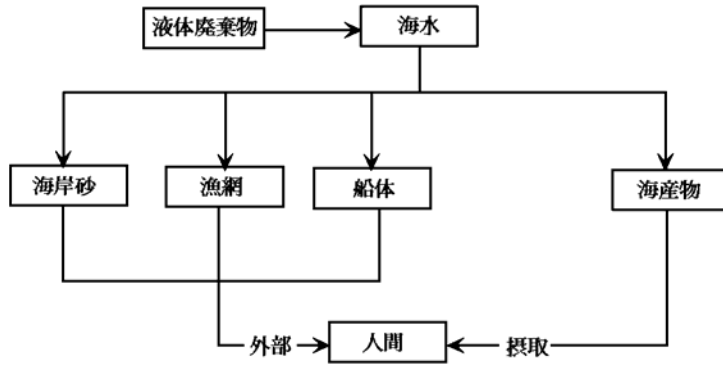 液体廃棄物
海水
海岸砂
漁網
船体
海産物
外部
人間
摂取